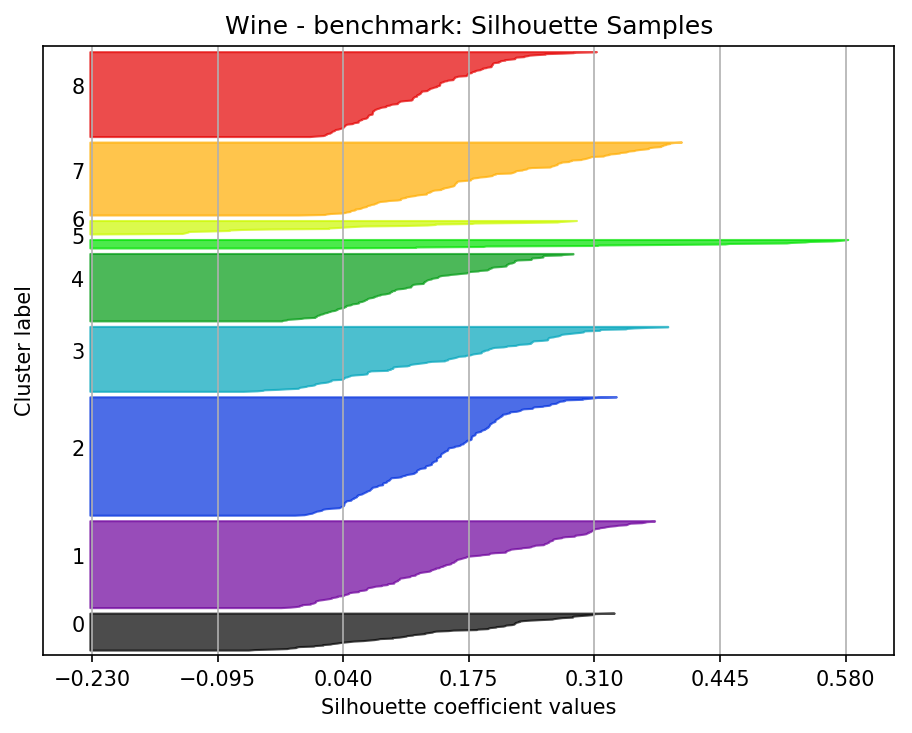 Wine - benchmark: Silhouette Samples
8
7
6
5
4
3
2
1
0
Cluster label
−0.230 −0.095 0.040 0.175 0.310 0.445 0.580
Silhouette coefficient values